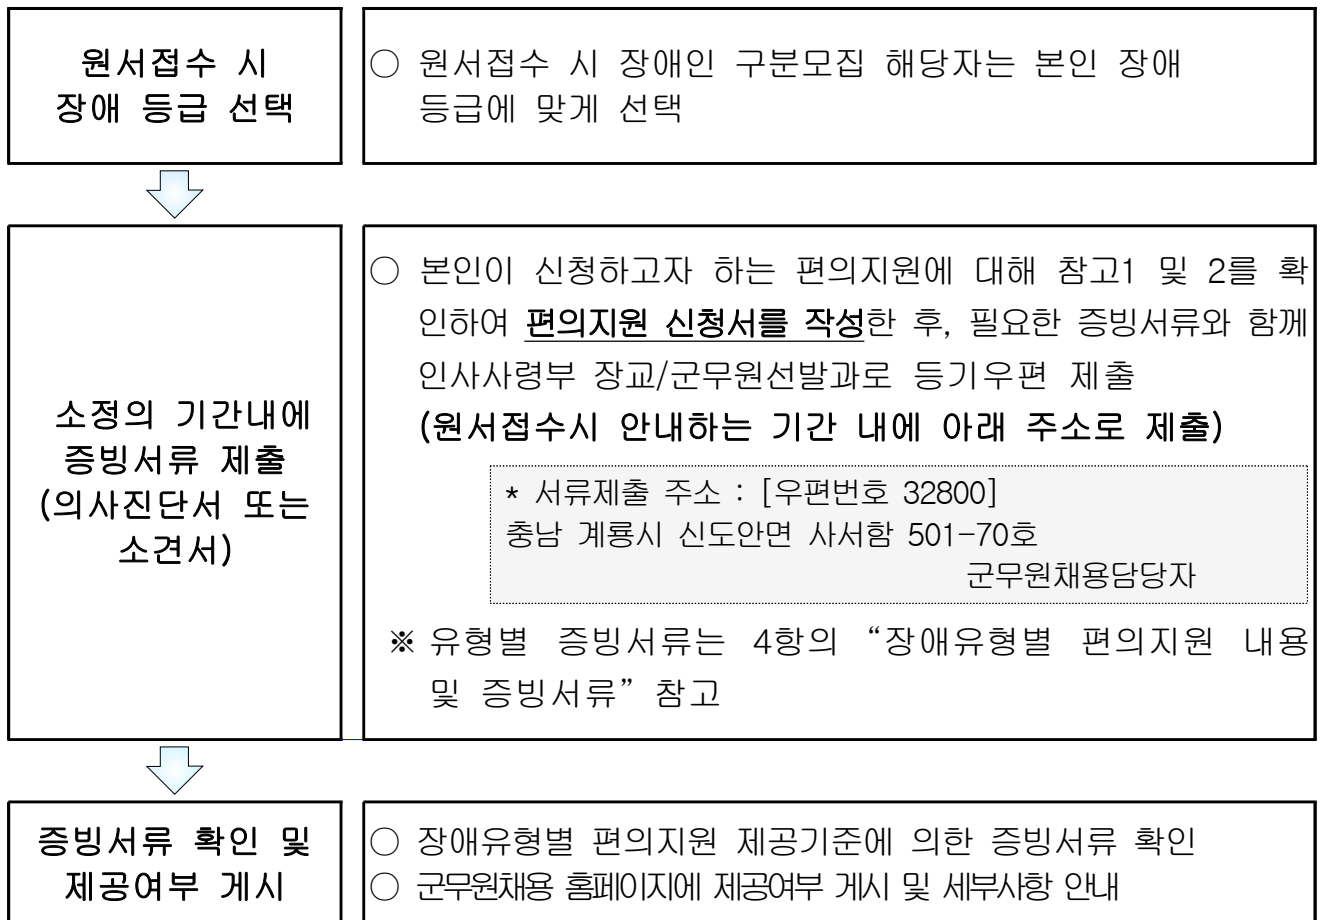 원서접수 시
장애 등급 선택
○ 원서접수 시 장애인 구분모집 해당자는 본인 장애
등급에 맞게 선택
소정의 기간내에
증빙서류 제출
(의사진단서 또는
소견서)
○ 본인이 신청하고자 하는 편의지원에 대해 참고1 및 2를 확
인하여 편의지원 신청서를 작성한 후, 필요한 증빙서류와 함께
인사사령부 장교/군무원선발과로 등기우편 제출
(원서접수시 안내하는 기간 내에 아래 주소로 제출)
* 서류제출 주소 : [우편번호 32800]
충남 계룡시 신도안면 사서함 501-70호
군무원채용담당자
※ 유형별 증빙서류는 4항의 “장애유형별 편의지원 내용
및 증빙서류” 참고
증빙서류 확인 및
제공여부 게시
○ 장애유형별 편의지원 제공기준에 의한 증빙서류 확인
○ 군무원채용 홈페이지에 제공여부 게시 및 세부사항 안내